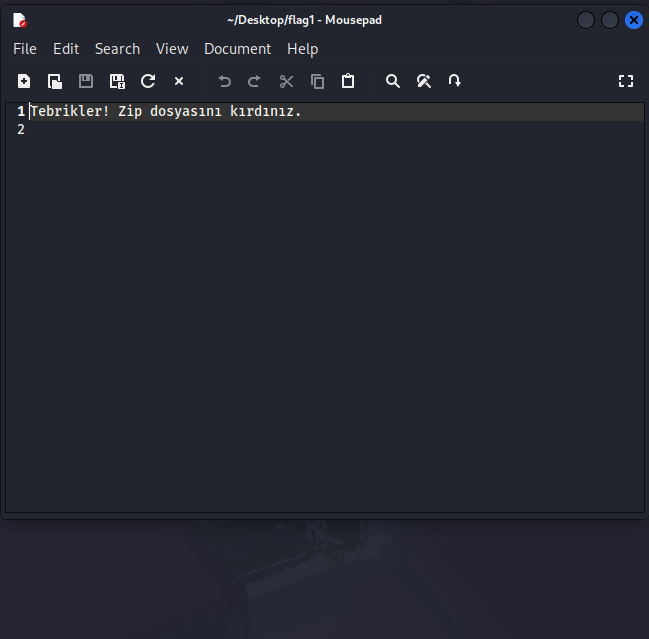 ~/Desktop/flag1 - Mousepad
File Edit Search View Document Help
1 Tebrikler! Zip dosyasını kırdınız.
2